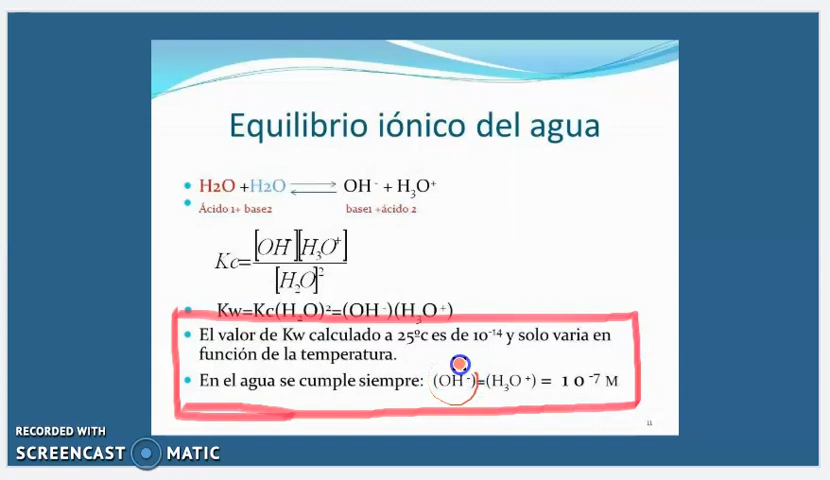 Equilibrio iónico del agua
• H2O +H2O ⇌ OH⁻ + H₃O⁺
• Ácido 1+ base2 base1 +ácido 2
Kc=[OH⁻][H₃O⁺]/[H₂O]²
• Kw=Kc(H₂O)²=(OH⁻)(H₃O⁺)
• El valor de Kw calculado a 25ºc es de 10⁻¹⁴ y solo varia en
función de la temperatura.
• En el agua se cumple siempre: (OH⁻)=(H₃O⁺) = 10⁻⁷ M
11
RECORDED WITH
SCREENCAST MATIC